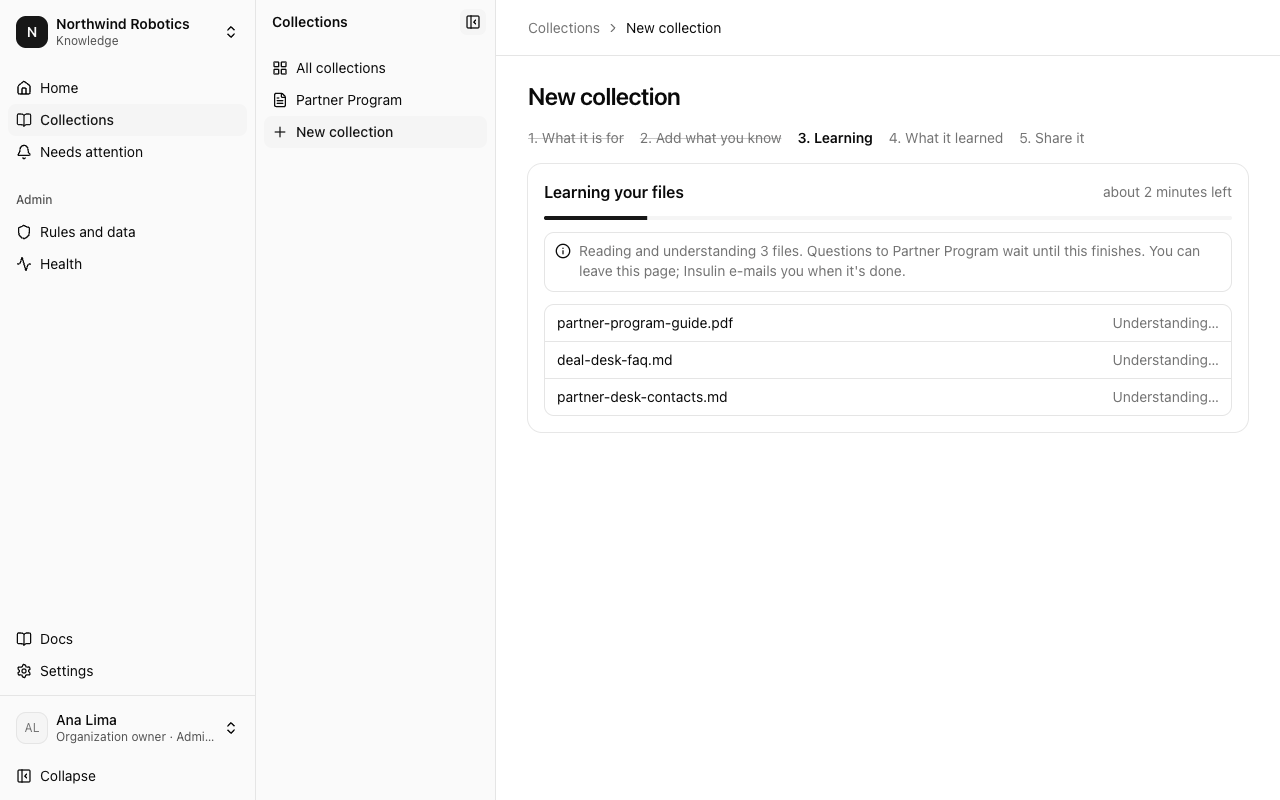 N
Northwind Robotics
Knowledge
Home
Collections
Needs attention
Admin
Rules and data
Health
Docs
Settings
AL
Ana Lima
Organization owner · Admi...
Collapse
Collections
All collections
Partner Program
New collection
Collections > New collection
New collection
1. What it is for 2. Add what you know 3. Learning 4. What it learned 5. Share it
Learning your files about 2 minutes left
Reading and understanding 3 files. Questions to Partner Program wait until this finishes. You can
leave this page; Insulin e-mails you when it's done.
partner-program-guide.pdf Understanding...
deal-desk-faq.md Understanding...
partner-desk-contacts.md Understanding...